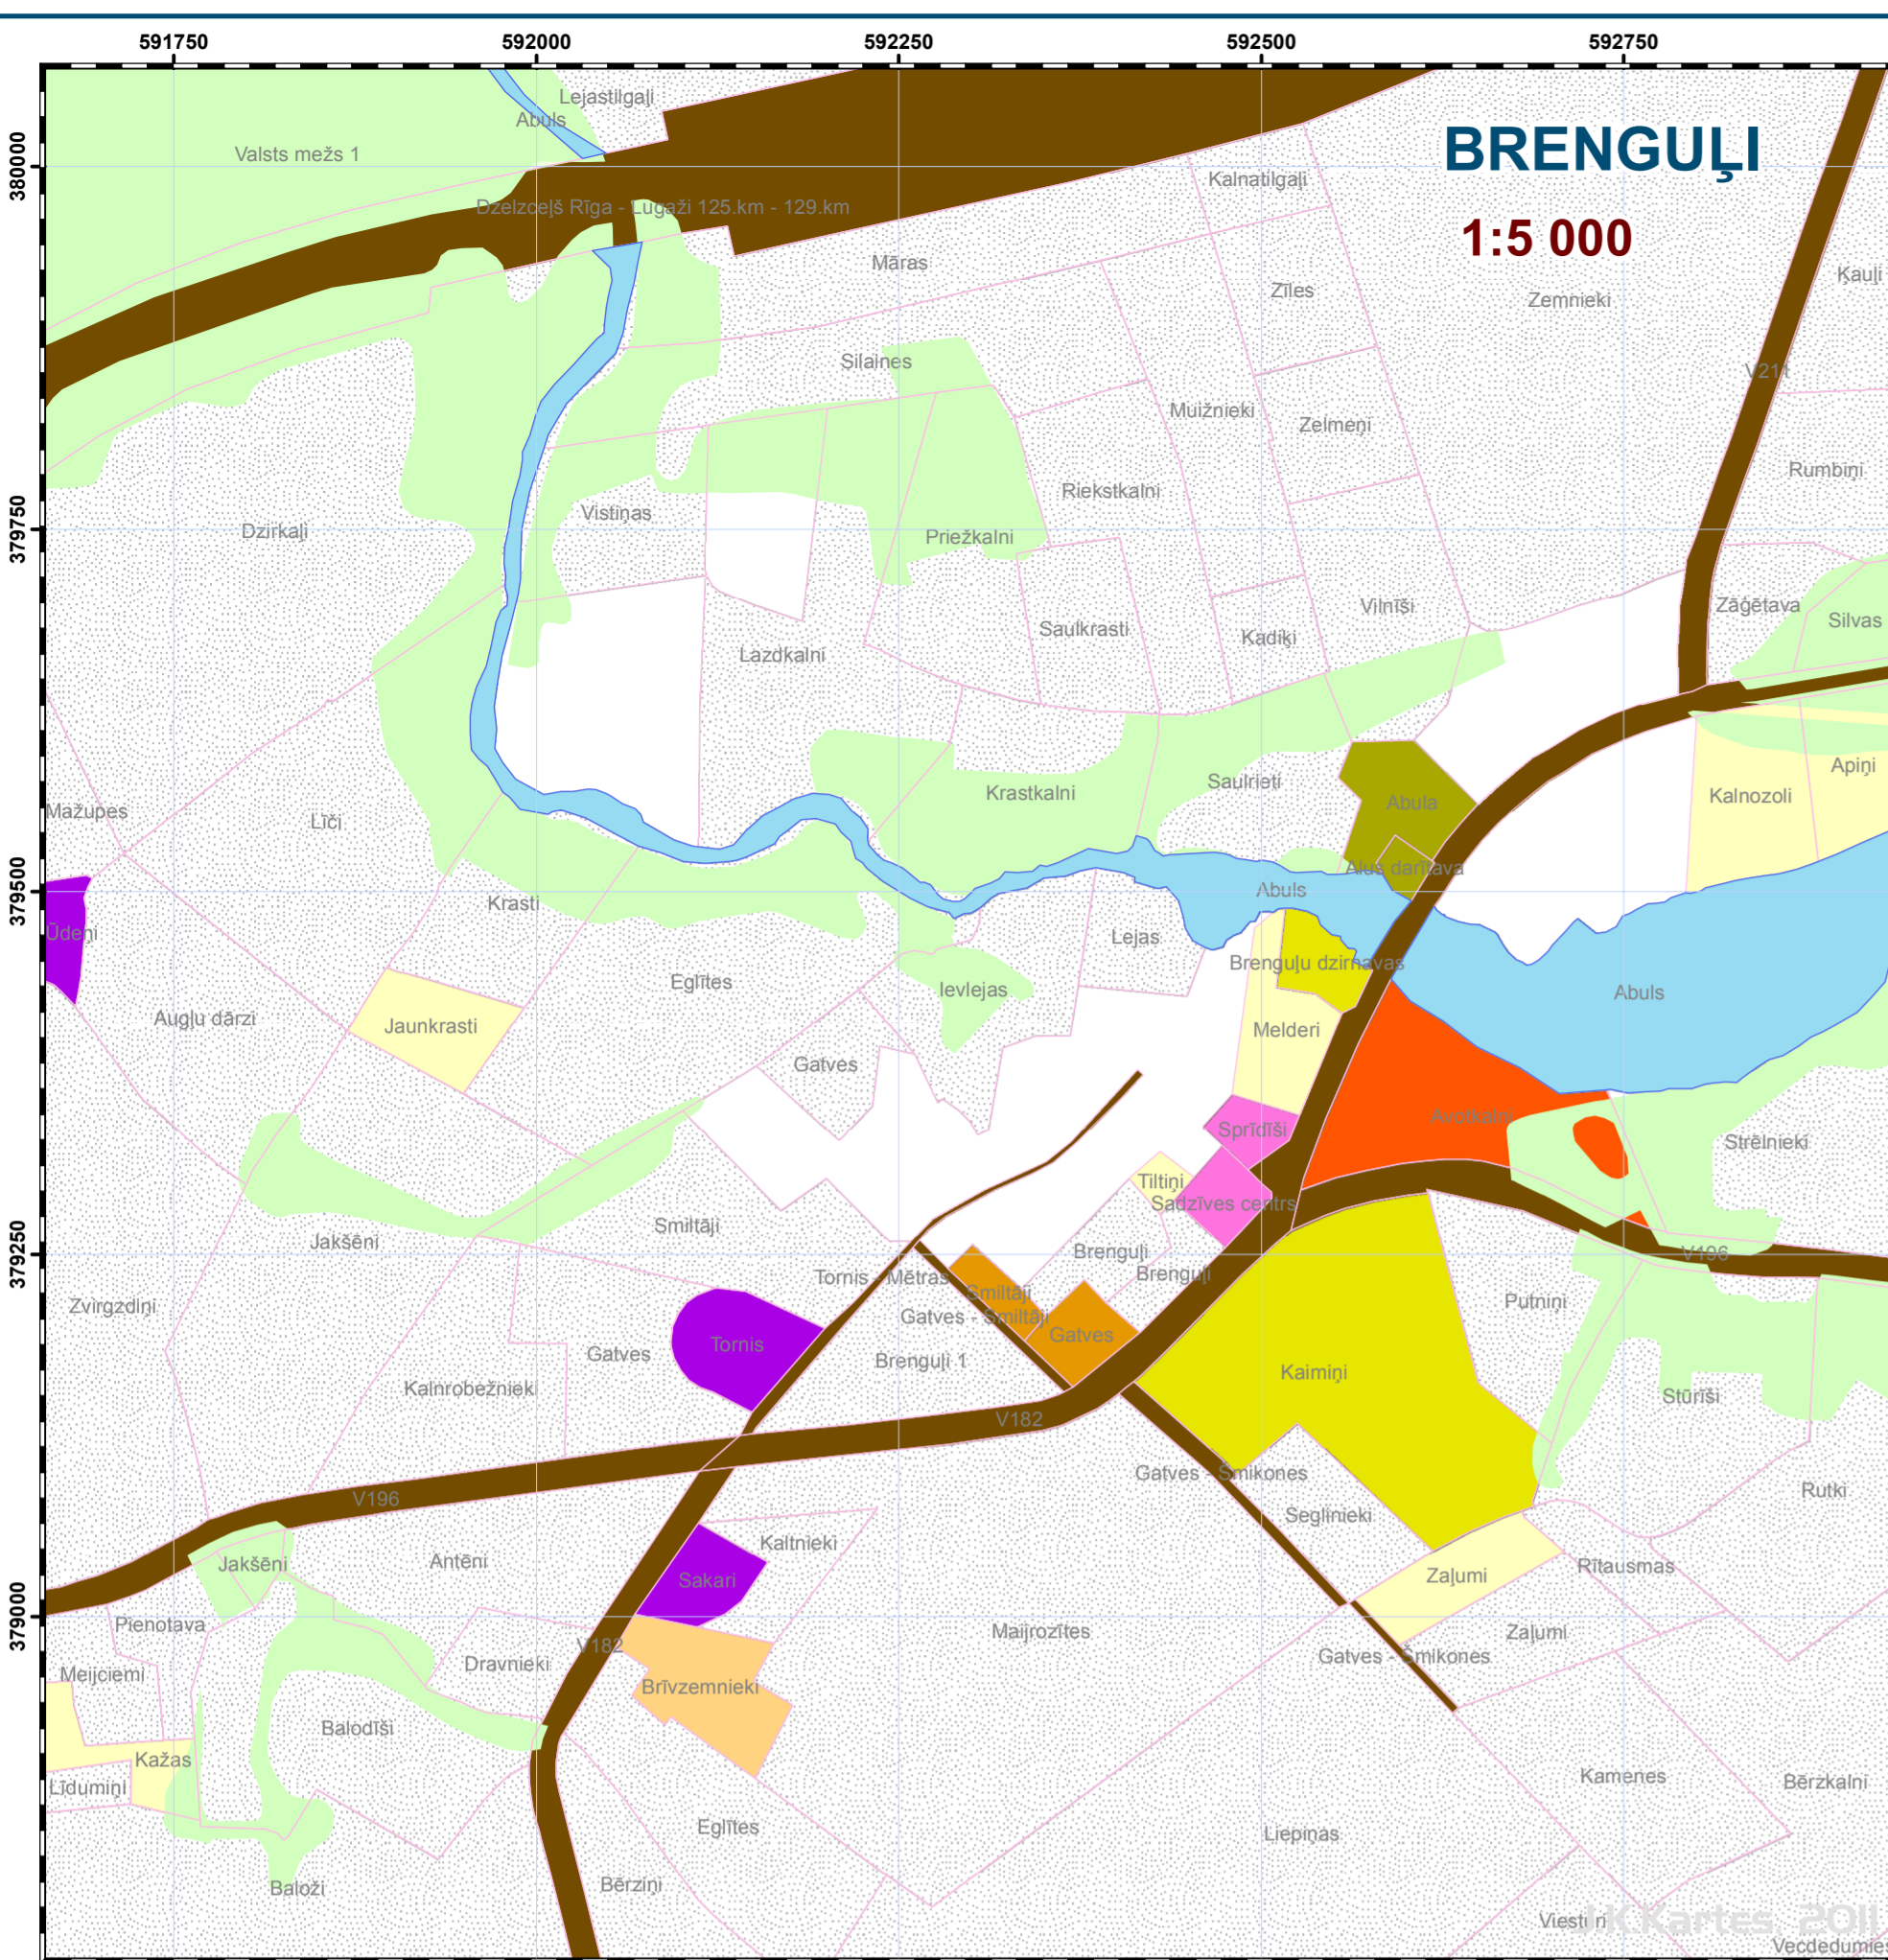 591750 592000 592250 592500 592750
Lejastilgaļi
Abuls
380000
BRENGUĻI
Valsts mežs 1
Kalnatilgaļi
Dzelzceļš Rīga - Lugaži 125.km - 129.km
1:5 000
Māras
Ķauļi
Zīles
Zemnieki
Silaines
V211
Muižnieki
Zelmeņi
Rumbiņi
Riekstkalni
Vistiņas
379750
Dzirkaļi
Priežkalni
Vilnīši
Zāģētava
Silvas
Saulkrasti
Kadiķi
Lazdkalni
Apiņi
Saulrieti
Krastkalni
Kalnozoli
Abula
Mažupes
Līči
Alus darītava
379500
Abuls
Krasti
Ūdeņi
Lejas
Brenguļu dzirnavas
Eglītes
Ievlejas
Abuls
Augļu dārzi
Jaunkrasti
Melderi
Gatves
Avotkalni
Sprīdīši
Strēlnieki
Tiltiņi
Sadzīves centrs
Smiltāji
Jakšēni
379250
Brenguļi
V196
Brenguļi
Tornis - Mētras
Smiltāji
Putniņi
Zvirgzdiņi
Gatves - Smiltāji
Gatves
Tornis
Gatves
Brenguļi 1
Kaimiņi
Kalnrobežnieki
Stūrīši
V182
Gatves - Šmikones
Rutki
V196
Seglinieki
Kaltnieki
Antēni
Jakšēni
Rītausmas
Zaļumi
Sakari
379000
Pienotava
Maijrozītes
Zaļumi
V182
Gatves - Šmikones
Dravnieki
Meijciemi
Brīvzemnieki
Balodīši
Kažas
Kamenes
Bērzkalni
Līdumiņi
Eglītes
Liepiņas
Bērziņi
Baloži
Viesturi
JK.Kartes, 2011
Vecdedumies